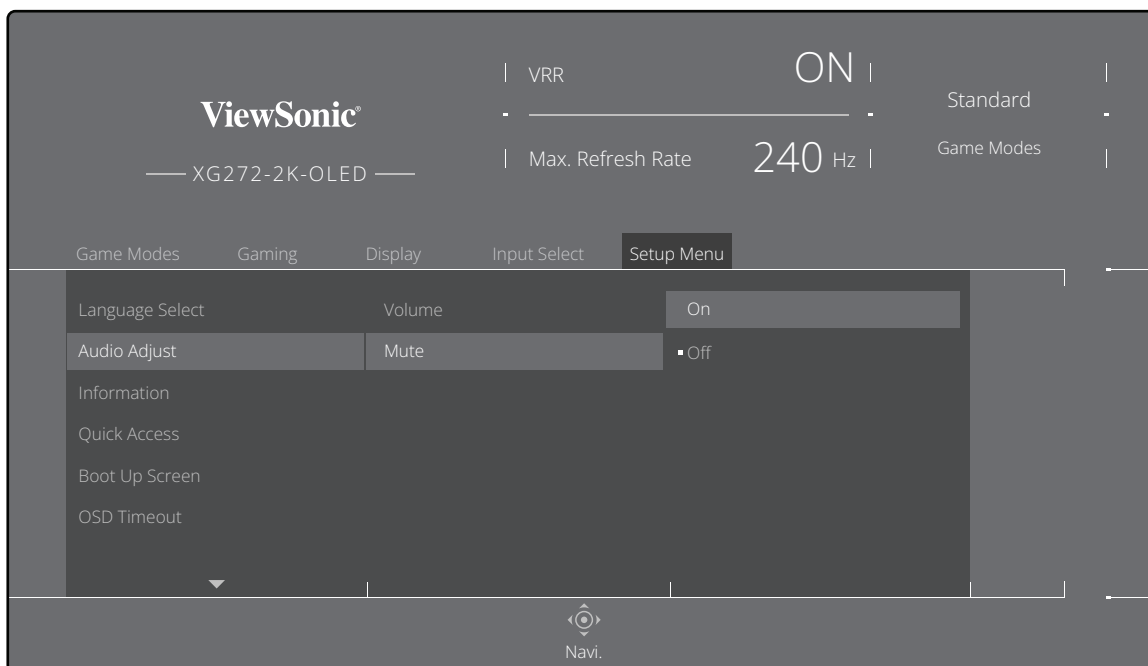 VRR ON
ViewSonic®
XG272-2K-OLED
Max. Refresh Rate 240 Hz
Standard
Game Modes
Game Modes Gaming Display Input Select Setup Menu
Language Select Volume On
Audio Adjust Mute Off
Information
Quick Access
Boot Up Screen
OSD Timeout
Navi.